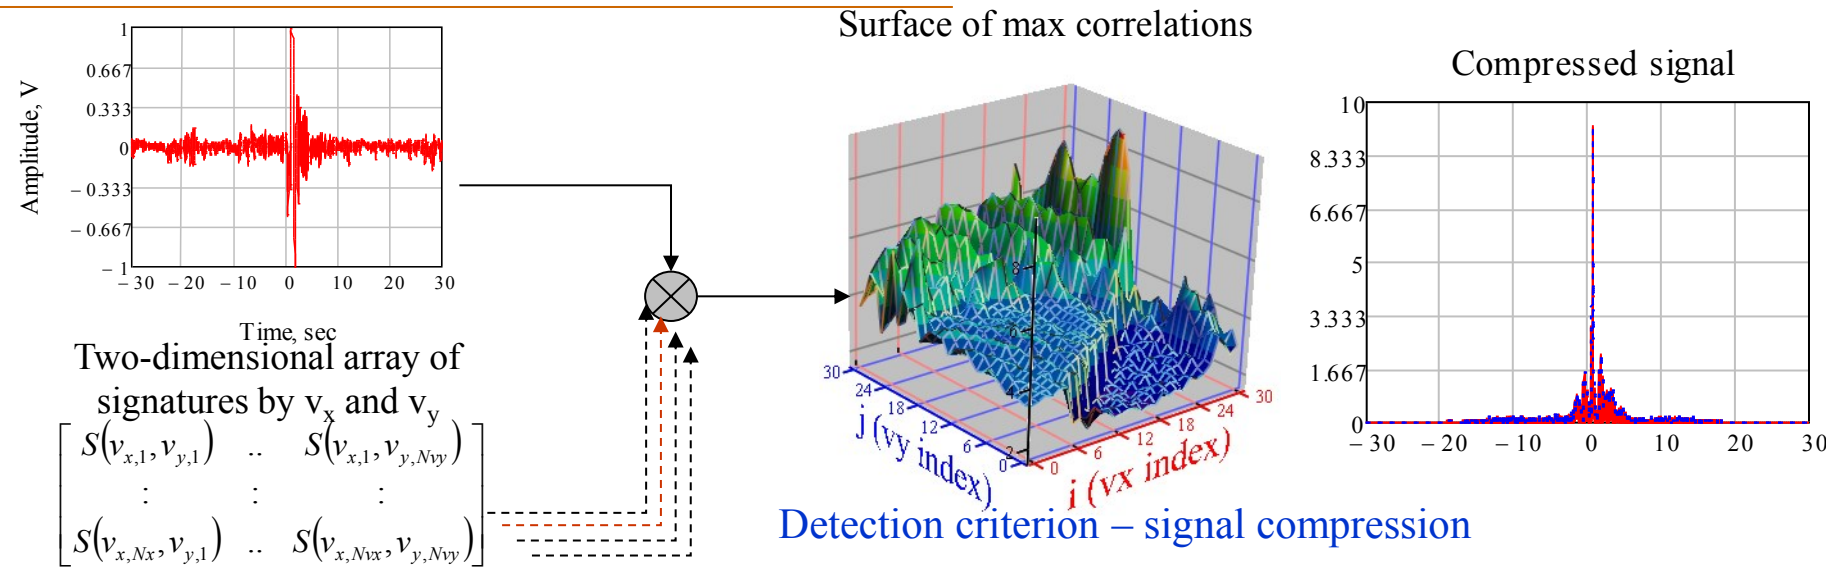 Surface of max correlations
Compressed signal
Amplitude, V
1
0.667
0.333
0
− 0.333
− 0.667
− 1
− 30 − 20 − 10 0 10 20 30
Time, sec
Two-dimensional array of
signatures by vx and vy
S(vx,1, vy,1) .. S(vx,1, vy,Nvy)
: : :
S(vx,Nx, vy,1) .. S(vx,Nvx, vy,Nvy)
8
6
4
2
30
24
18
12
6
0
j (vy index)
0 6 12 18 24 30
i (vx index)
Detection criterion – signal compression
10
8.333
6.667
5
3.333
1.667
0
− 30 − 20 − 10 0 10 20 30